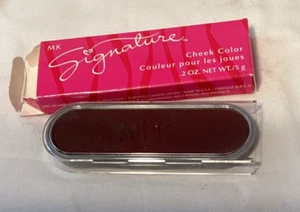 MK
Signature®
Cheek Color
Couleur pour les joues
.2 OZ. NET WT./5 g